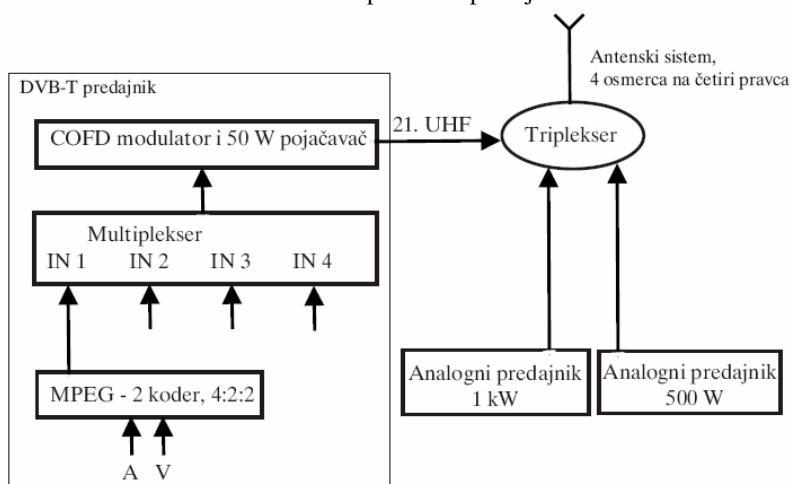 Antenski sistem,
4 osmerca na četiri pravca
DVB-T predajnik
21. UHF
Triplekser
COFD modulator i 50 W pojačavač
Multiplekser
IN 1 IN 2 IN 3 IN 4
MPEG - 2 koder, 4:2:2
A V
Analogni predajnik
1 kW
Analogni predajnik
500 W